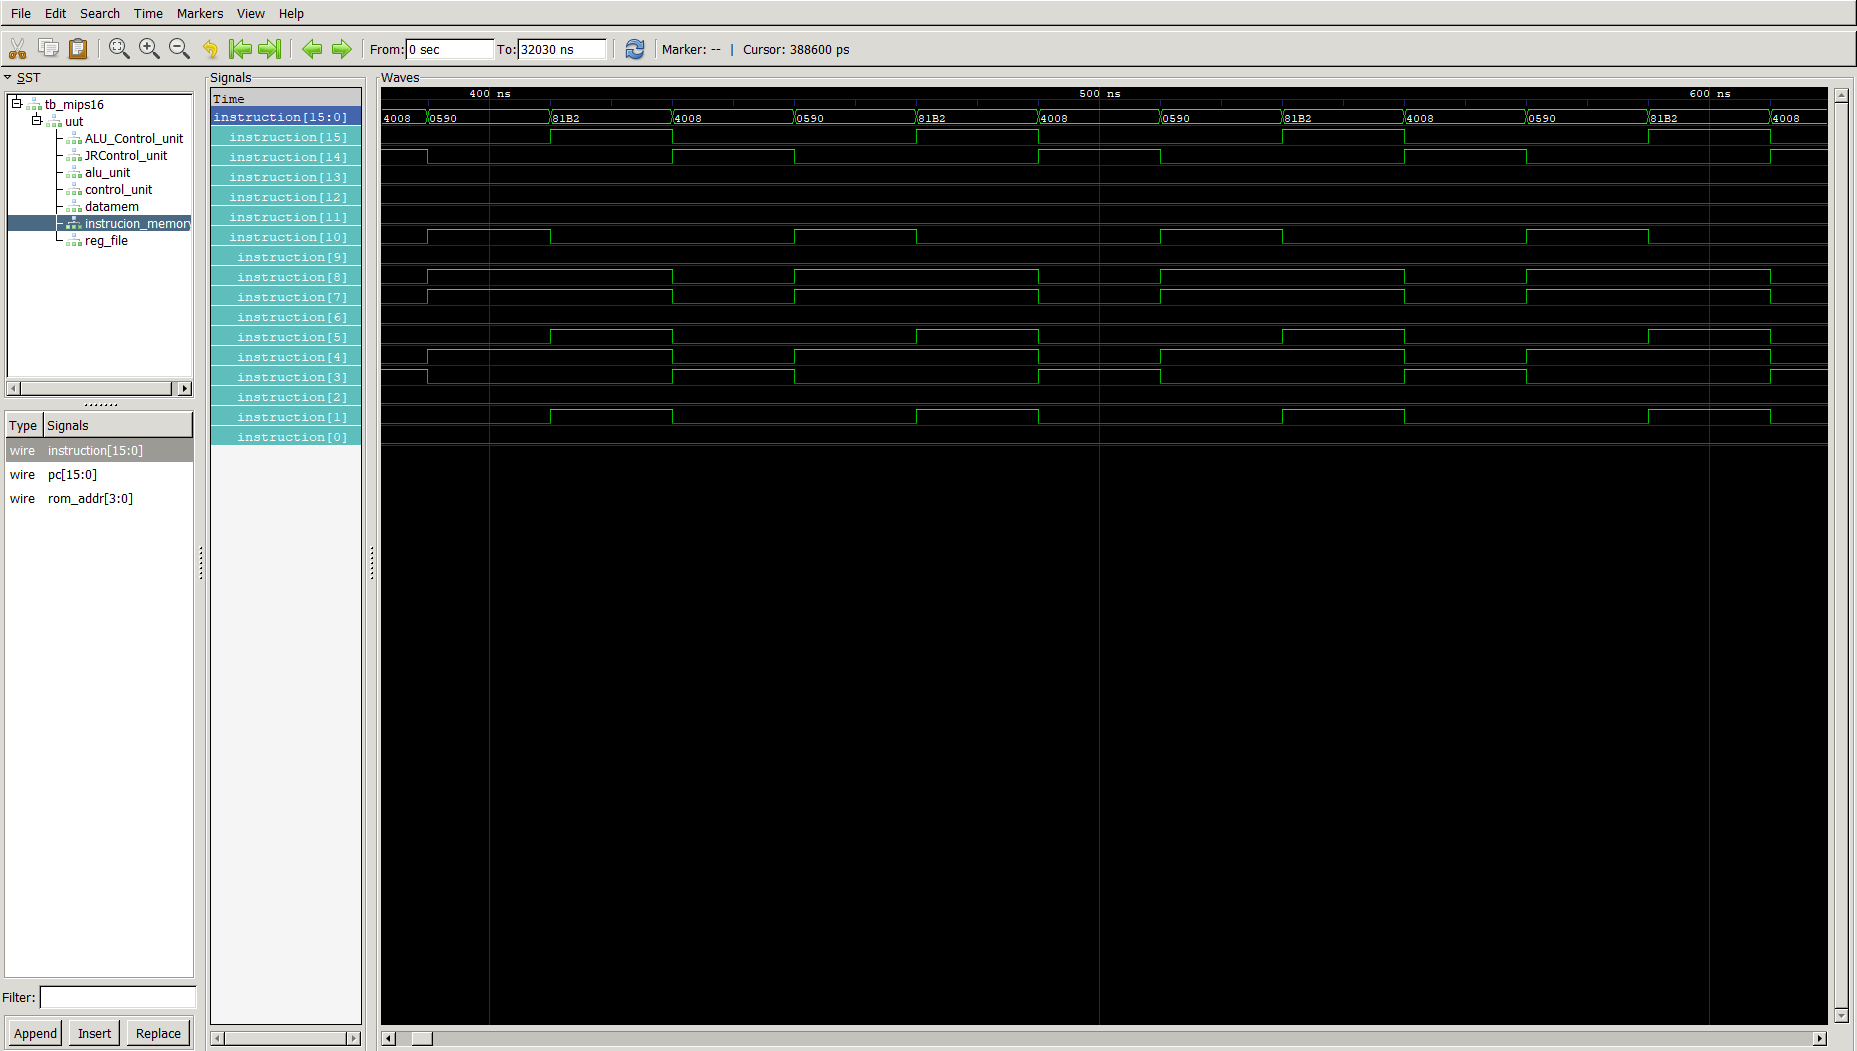 File Edit Search Time Markers View Help
From: 0 sec To: 32030 ns Marker: -- | Cursor: 388600 ps
SST
tb_mips16
uut
ALU_Control_unit
JRControl_unit
alu_unit
control_unit
datamem
instrucion_memory
reg_file
Type Signals
wire instruction[15:0]
wire pc[15:0]
wire rom_addr[3:0]
Filter:
Append Insert Replace
Signals
Time
instruction[15:0]
instruction[15]
instruction[14]
instruction[13]
instruction[12]
instruction[11]
instruction[10]
instruction[9]
instruction[8]
instruction[7]
instruction[6]
instruction[5]
instruction[4]
instruction[3]
instruction[2]
instruction[1]
instruction[0]
Waves
400 ns 500 ns 600 ns
4008 0590 81B2 4008 0590 81B2 4008 0590 81B2 4008 0590 81B2 4008